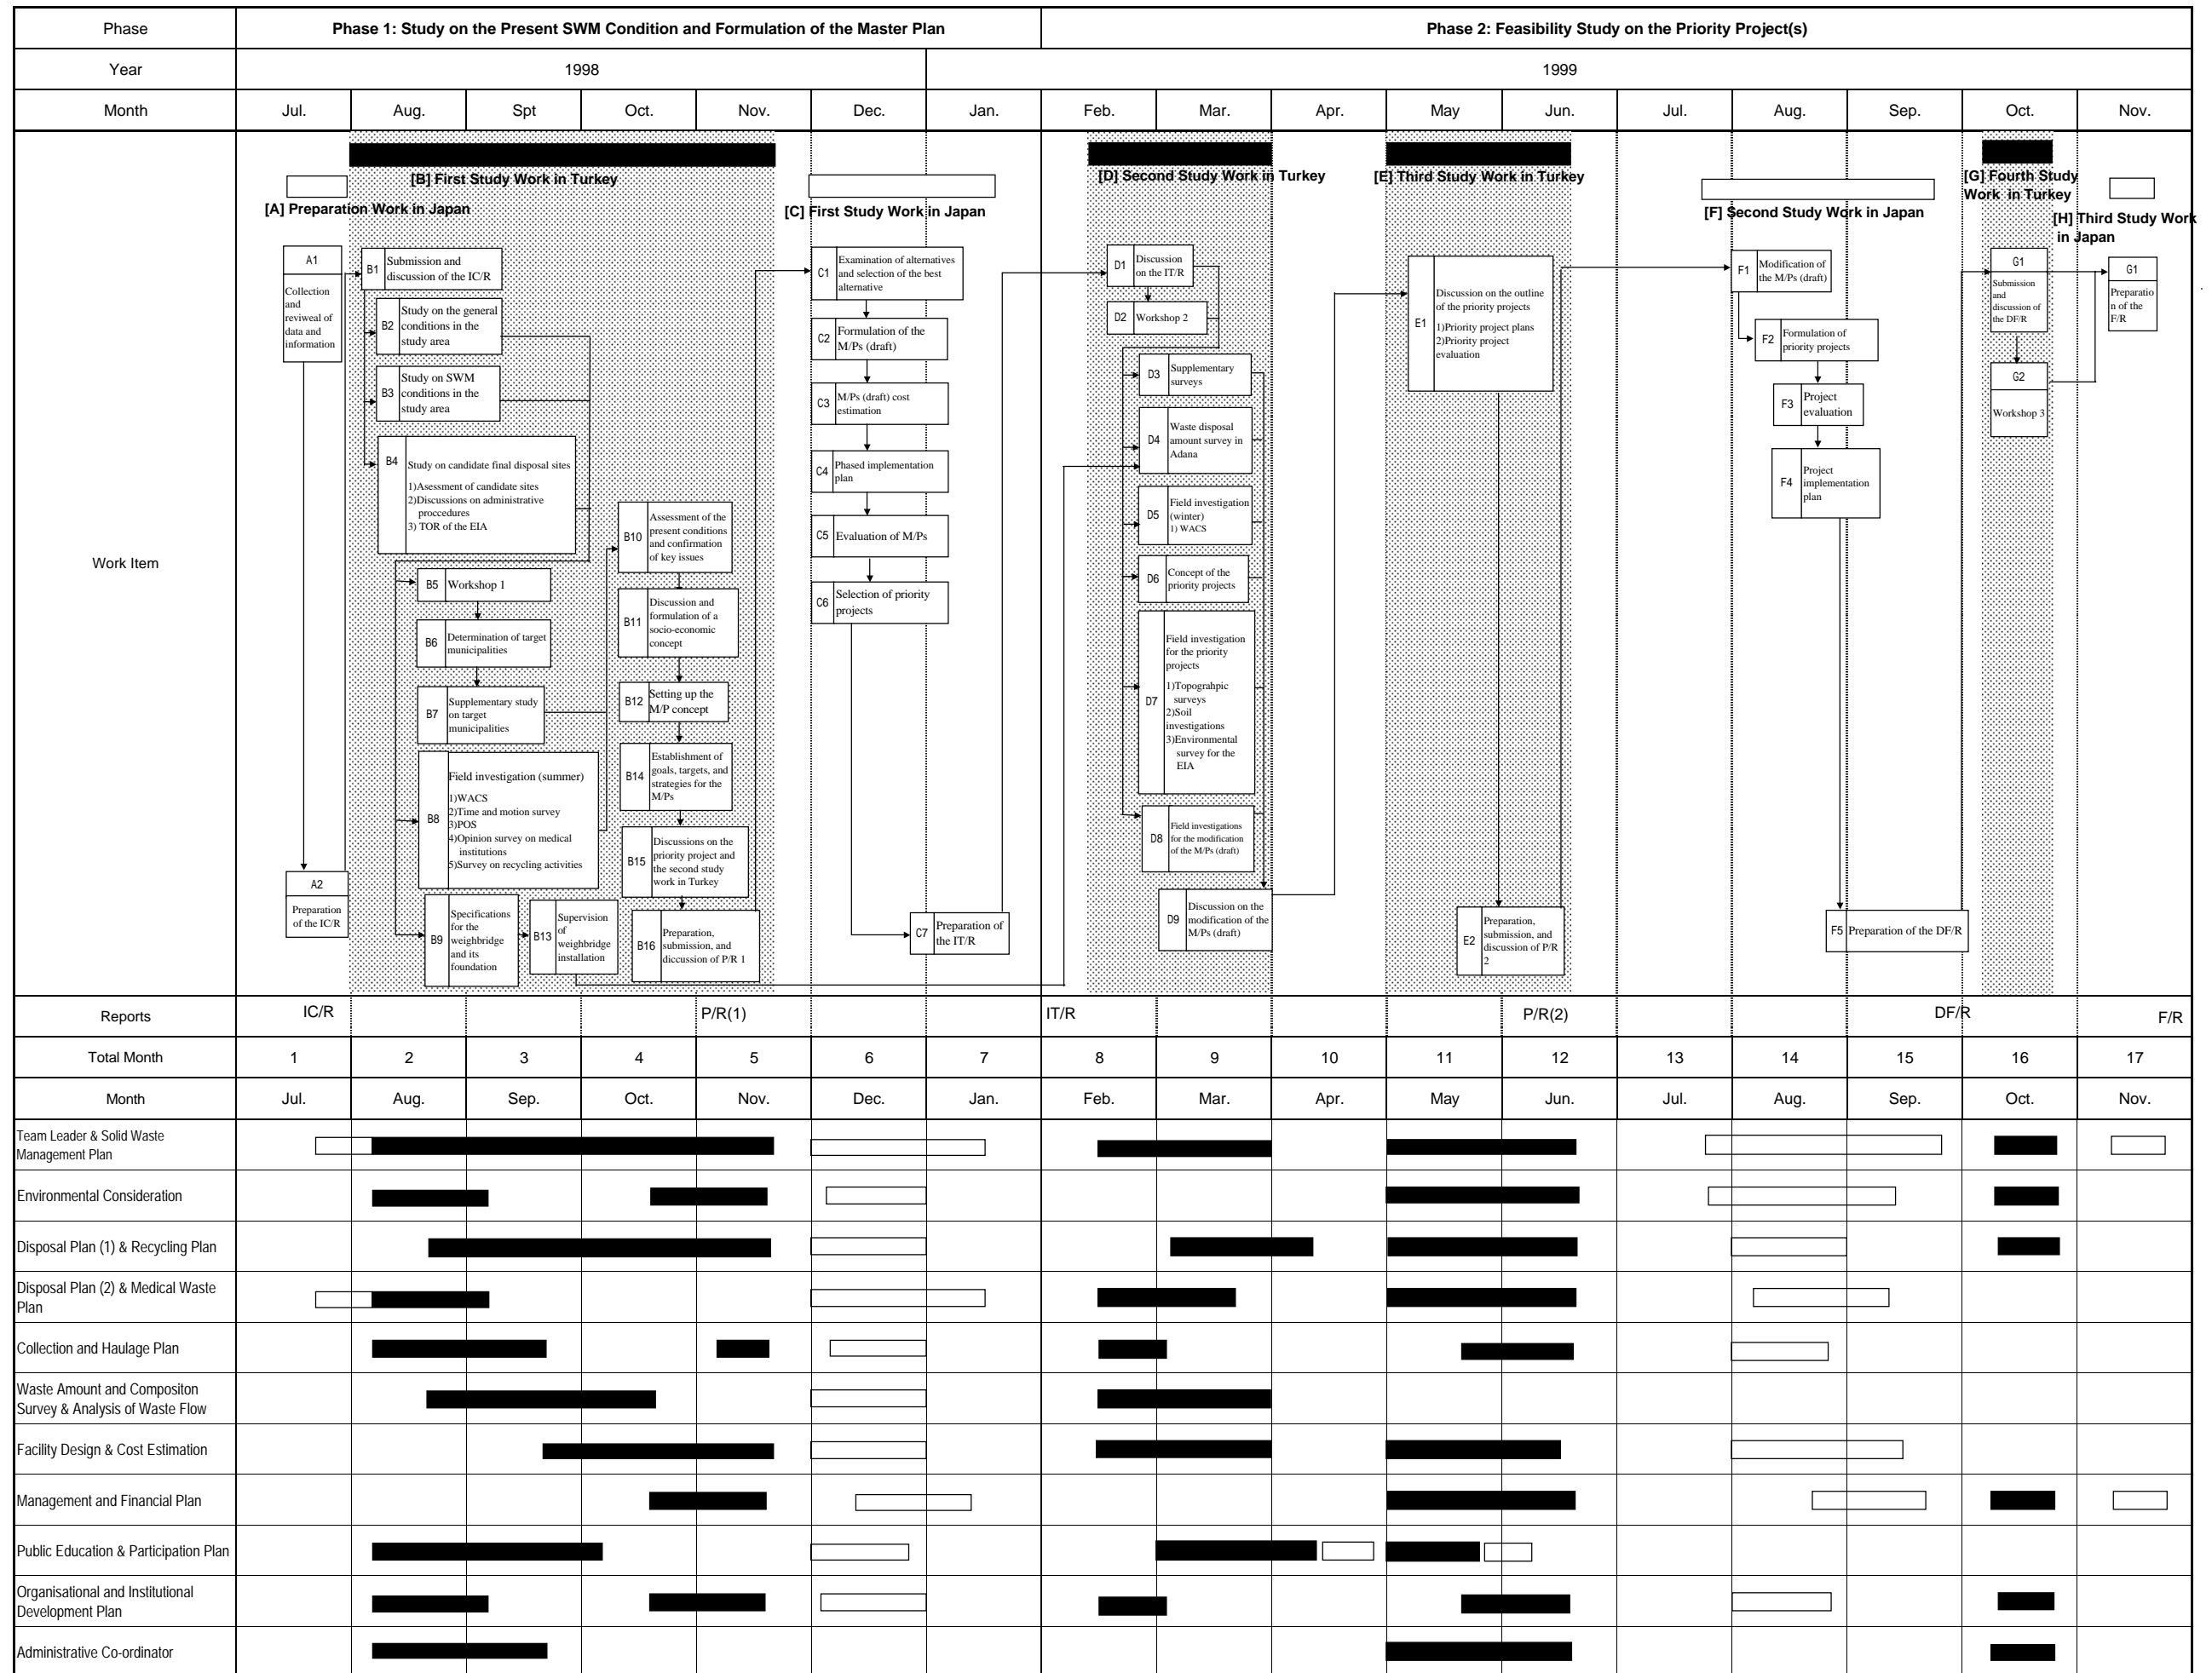 Phase
Phase 1: Study on the Present SWM Condition and Formulation of the Master Plan
Phase 2: Feasibility Study on the Priority Project(s)
Year
1998
1999
Month
Jul.
Aug.
Spt
Oct.
Nov.
Dec.
Jan.
Feb.
Mar.
Apr.
May
Jun.
Jul.
Aug.
Sep.
Oct.
Nov.
Work Item
[A] Preparation Work in Japan
[B] First Study Work in Turkey
[C] First Study Work in Japan
[D] Second Study Work in Turkey
[E] Third Study Work in Turkey
[F] Second Study Work in Japan
[G] Fourth Study
Work in Turkey
[H] Third Study Work
in Japan
A1
Collection
and
reviweal of
data and
information
A2
Preparation
of the IC/R
B1
Submission and
discussion of the IC/R
B2
Study on the general
conditions in the
study area
B3
Study on SWM
conditions in the
study area
B4
Study on candidate final disposal sites
1)Asessment of candidate sites
2)Discussions on administrative
proccedures
3) TOR of the EIA
B5
Workshop 1
B6
Determination of target
municipalities
B7
Supplementary study
on target
municipalities
B8
Field investigation (summer)
1)WACS
2)Time and motion survey
3)POS
4)Opinion survey on medical
institutions
5)Survey on recycling activities
B9
Specifications
for the
weighbridge
and its
foundation
B13
Supervision
of
weighbridge
installation
B10
Assessment of the
present conditions
and confirmation
of key issues
B11
Discussion and
formulation of a
socio-economic
concept
B12
Setting up the
M/P concept
B14
Establishment of
goals, targets, and
strategies for the
M/Ps
B15
Discussions on the
priority project and
the second study
work in Turkey
B16
Preparation,
submission, and
diccussion of P/R 1
C1
Examination of alternatives
and selection of the best
alternative
C2
Formulation of the
M/Ps (draft)
C3
M/Ps (draft) cost
estimation
C4
Phased implementation
plan
C5
Evaluation of M/Ps
C6
Selection of priority
projects
C7
Preparation of
the IT/R
D1
Discussion
on the IT/R
D2
Workshop 2
D3
Supplementary
surveys
D4
Waste disposal
amount survey in
Adana
D5
Field investigation
(winter)
1) WACS
D6
Concept of the
priority projects
D7
Field investigation
for the priority
projects
1)Topograhpic
surveys
2)Soil
investigations
3)Environmental
survey for the
EIA
D8
Field investigations
for the modification
of the M/Ps (draft)
D9
Discussion on the
modification of the
M/Ps (draft)
E1
Discussion on the outline
of the priority projects
1)Priority project plans
2)Priority project
evaluation
E2
Preparation,
submission, and
discussion of P/R
2
F1
Modification of
the M/Ps (draft)
F2
Formulation of
priority projects
F3
Project
evaluation
F4
Project
implementation
plan
F5
Preparation of the DF/R
G1
Submission
and
discussion of
the DF/R
G2
Workshop 3
G1
Preparatio
n of the
F/R
Reports
IC/R
P/R(1)
IT/R
P/R(2)
DF/R
F/R
Total Month
1
2
3
4
5
6
7
8
9
10
11
12
13
14
15
16
17
Month
Jul.
Aug.
Sep.
Oct.
Nov.
Dec.
Jan.
Feb.
Mar.
Apr.
May
Jun.
Jul.
Aug.
Sep.
Oct.
Nov.
Team Leader & Solid Waste
Management Plan
Environmental Consideration
Disposal Plan (1) & Recycling Plan
Disposal Plan (2) & Medical Waste
Plan
Collection and Haulage Plan
Waste Amount and Compositon
Survey & Analysis of Waste Flow
Facility Design & Cost Estimation
Management and Financial Plan
Public Education & Participation Plan
Organisational and Institutional
Development Plan
Administrative Co-ordinator